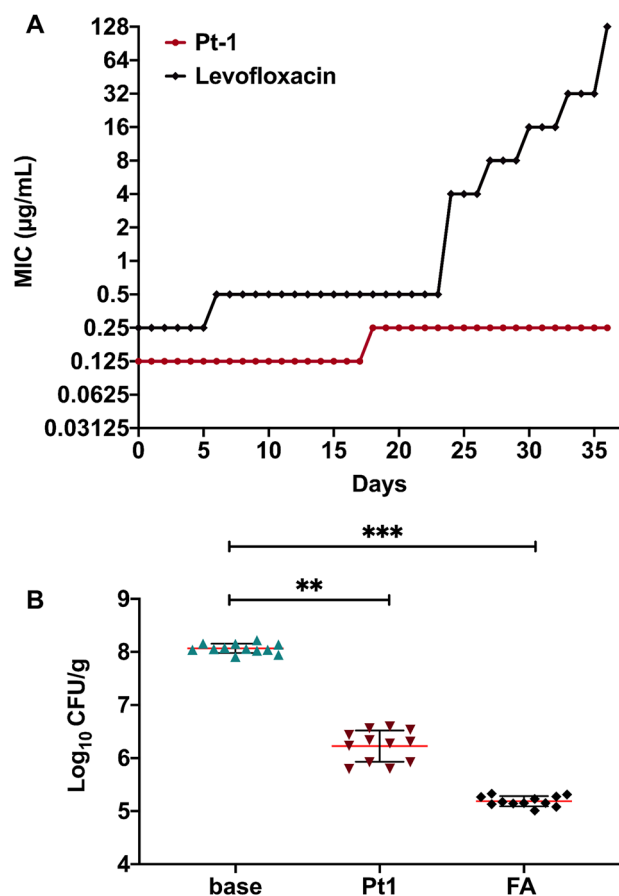 A
Pt-1
Levofloxacin
MIC (µg/mL)
128
64
32
16
8
4
2
1
0.5
0.25
0.125
0.0625
0.03125
0 5 10 15 20 25 30 35
Days
***
B
**
Log10 CFU/g
9
8
7
6
5
4
base Pt1 FA